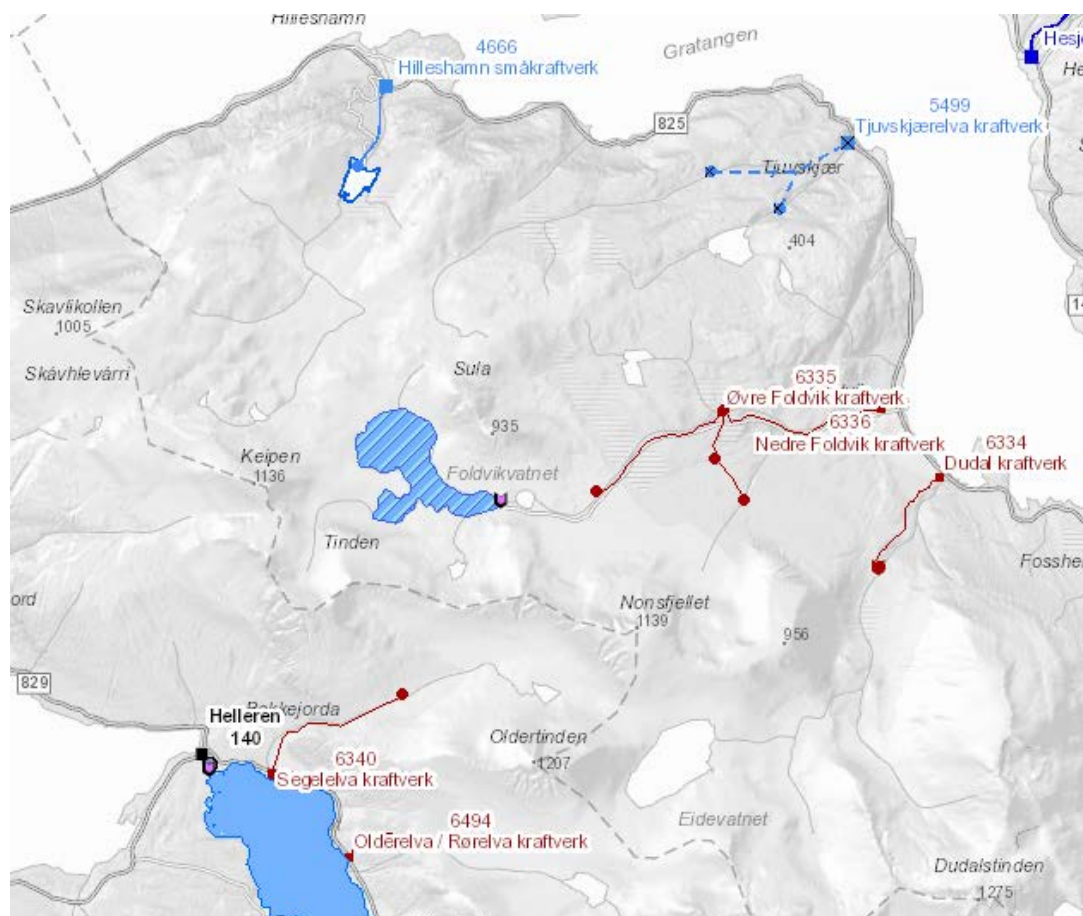 Hilleshamn
Gratangen
Hesj
He
4666
Hilleshamn småkraftverk
5499
Tjuvskjærelva kraftverk
825
Tjuvskjær
404
Skavlikollen
1005
14
Skávhlevárri
Sula
6335
Øvre Foldvik kraftverk
6336
Nedre Foldvik kraftverk
935
6334
Dudal kraftverk
Keipen
1136
Foldvikvatnet
Tinden
Fosshe
ord
Nonsfjellet
1139
956
829
Helleren
140
Oldertinden
1207
6340
Segelelva kraftverk
Eidevatnet
6494
Olderelva / Rørelva kraftverk
Dudalstinden
1275